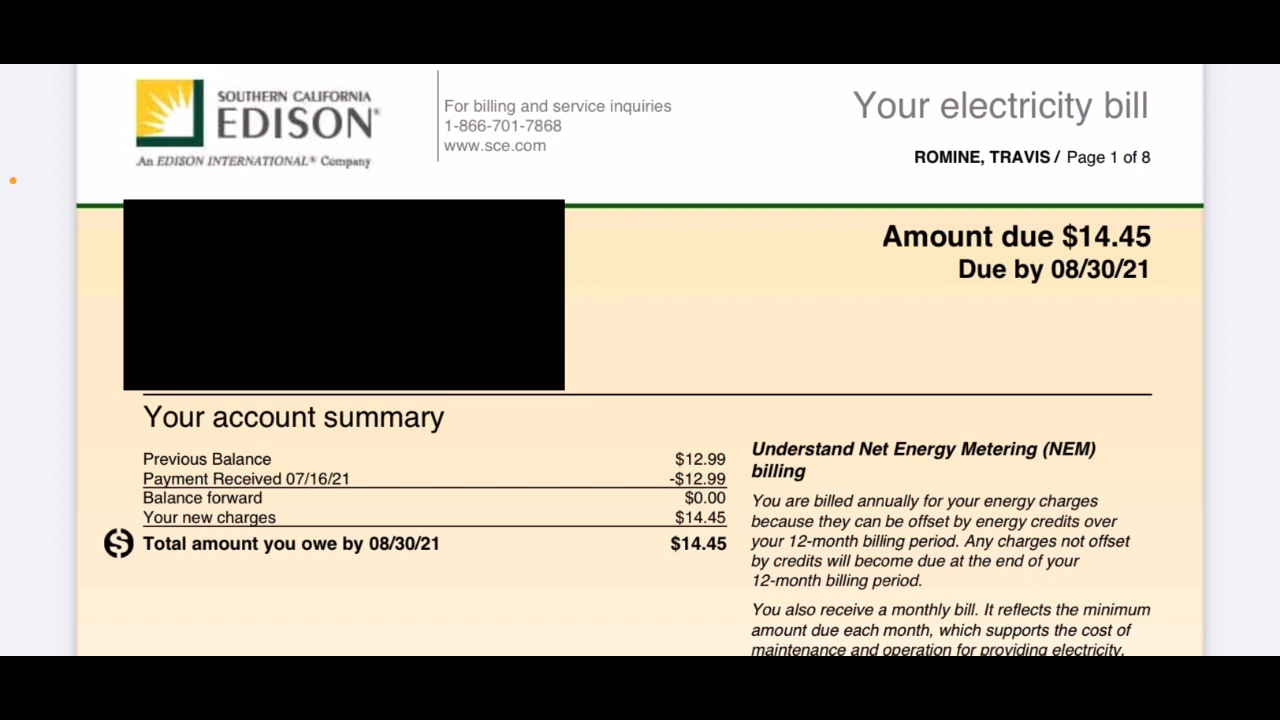 SOUTHERN CALIFORNIA
EDISON®
An EDISON INTERNATIONAL® Company
For billing and service inquiries
1-866-701-7868
www.sce.com
Your electricity bill
ROMINE, TRAVIS / Page 1 of 8
Amount due $14.45
Due by 08/30/21
Your account summary
Previous Balance $12.99
Payment Received 07/16/21 -$12.99
Balance forward $0.00
Your new charges $14.45
$ Total amount you owe by 08/30/21 $14.45
Understand Net Energy Metering (NEM)
billing
You are billed annually for your energy charges
because they can be offset by energy credits over
your 12-month billing period. Any charges not offset
by credits will become due at the end of your
12-month billing period.
You also receive a monthly bill. It reflects the minimum
amount due each month, which supports the cost of
maintenance and operation for providing electricity.